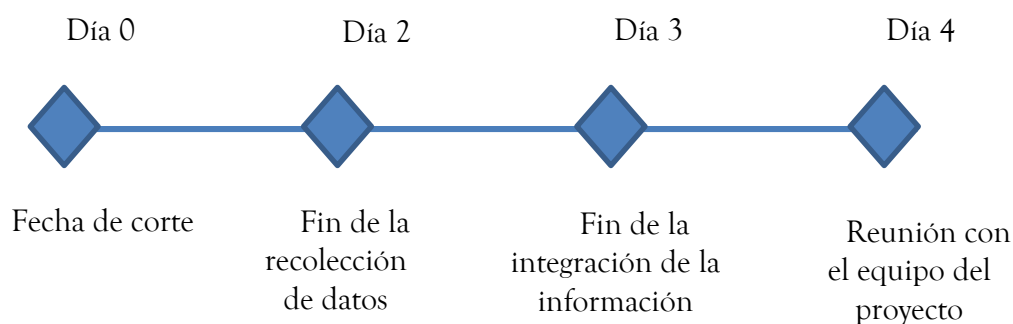 Día 0
Día 2
Día 3
Día 4
Fecha de corte
Fin de la
recolección
de datos
Fin de la
integración de la
información
Reunión con
el equipo del
proyecto